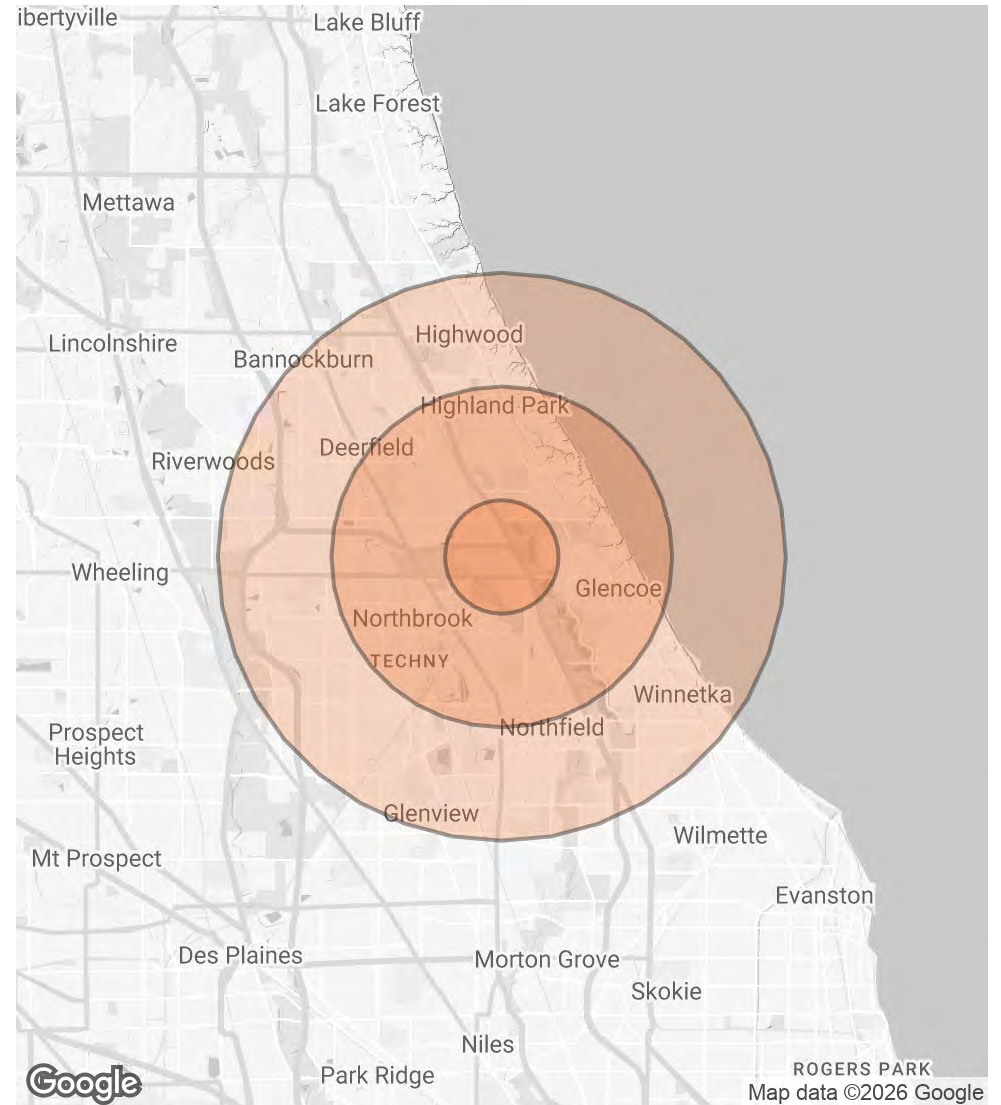 ibertyville
Lake Bluff
Lake Forest
Mettawa
Highwood
Lincolnshire
Bannockburn
Highland Park
Deerfield
Riverwoods
Wheeling
Glencoe
Northbrook
TECHNY
Winnetka
Northfield
Prospect
Heights
Glenview
Wilmette
Mt Prospect
Evanston
Des Plaines
Morton Grove
Skokie
Niles
ROGERS PARK
Park Ridge
Google
Map data ©2026 Google